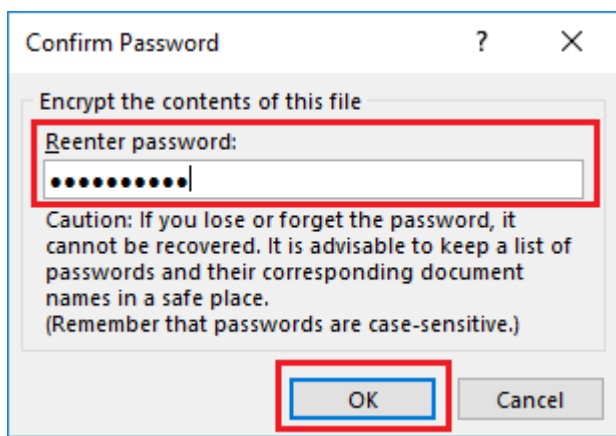 Confirm Password ?
Encrypt the contents of this file
Reenter password:
●●●●●●●●●●
Caution: If you lose or forget the password, it
cannot be recovered. It is advisable to keep a list of
passwords and their corresponding document
names in a safe place.
(Remember that passwords are case-sensitive.)
OK Cancel